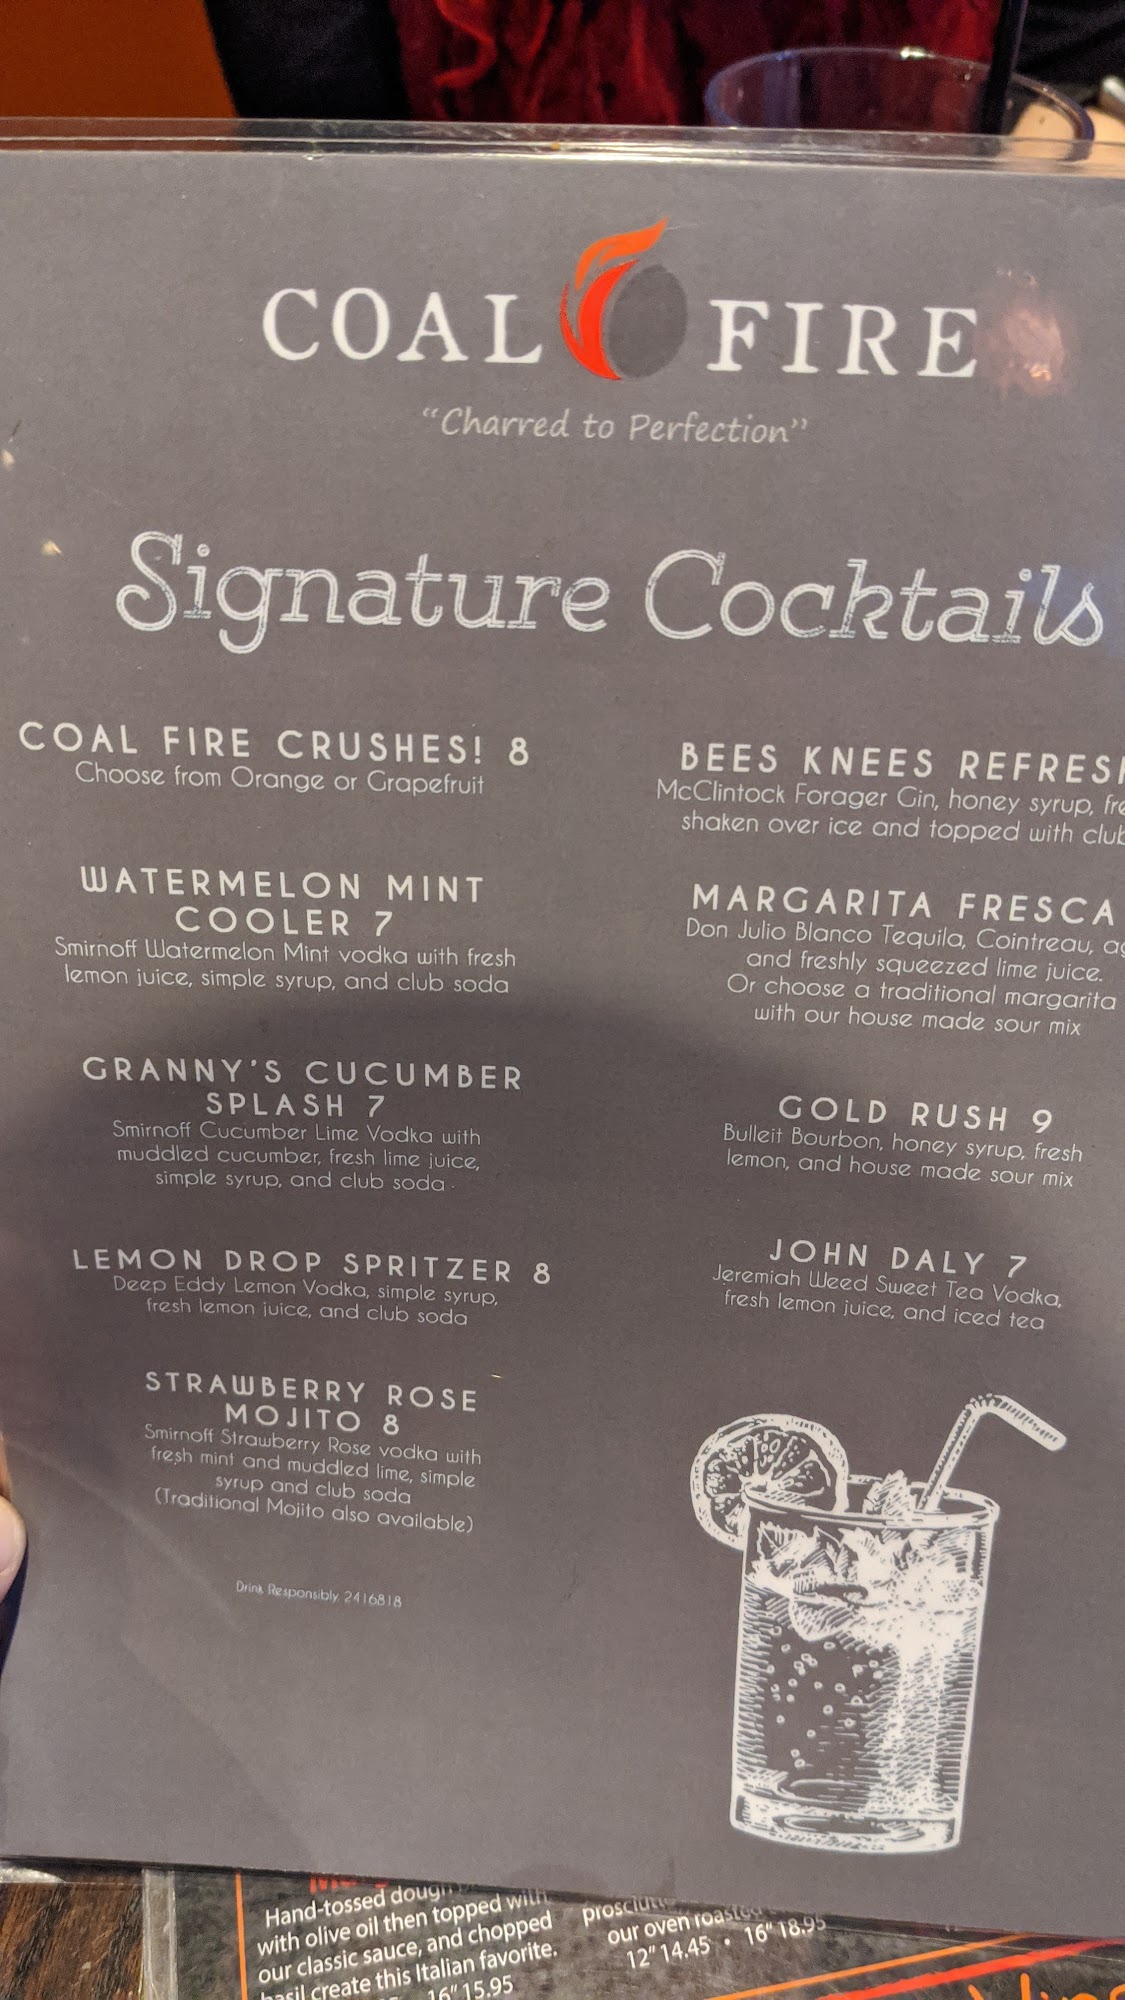 COAL FIRE
"Charred to Perfection"
Signature Cocktails
COAL FIRE CRUSHES! 8
Choose from Orange or Grapefruit
WATERMELON MINT
COOLER 7
Smirnoff Watermelon Mint vodka with fresh
lemon juice, simple syrup, and club soda
GRANNY'S CUCUMBER
SPLASH 7
Smirnoff Cucumber Lime Vodka with
muddled cucumber, fresh lime juice,
simple syrup, and club soda
LEMON DROP SPRITZER 8
Deep Eddy Lemon Vodka, simple syrup,
fresh lemon juice, and club soda
STRAWBERRY ROSE
MOJITO 8
Smirnoff Strawberry Rose vodka with
fresh mint and muddled lime, simple
syrup and club soda
(Traditional Mojito also available)
Drink Responsibly. 2416818
BEES KNEES
McClintock Forager Gin, honey syrup,
shaken over ice and topped with
MARGARITA FRESCA
Don Julio Blanco Tequila, Cointreau,
and freshly squeezed lime juice.
Or choose a traditional margarita
with our house made sour mix
GOLD RUSH 9
Bulleit Bourbon, honey syrup, fresh
lemon, and house made sour mix
JOHN DALY 7
Jeremiah Weed Sweet Tea Vodka,
fresh lemon juice, and iced tea
Hand-tossed dough
with olive oil then topped with
our classic sauce, and chopped
basil create this Italian favorite.
16" 15.95
our oven roasted
12" 14.45 • 16" 18.95